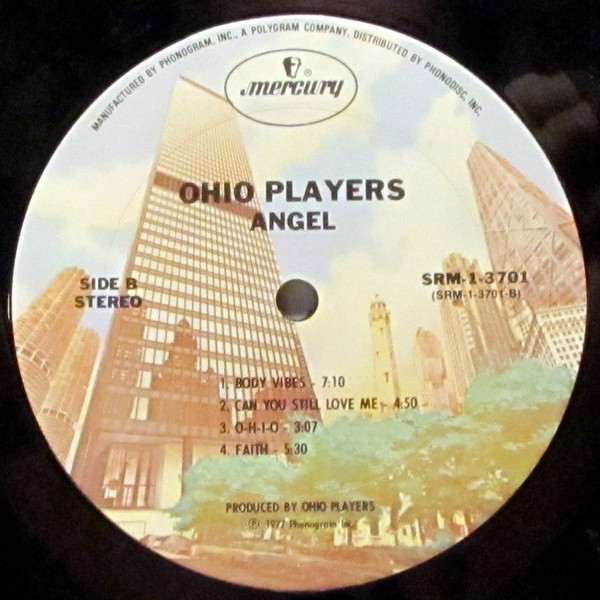 MANUFACTURED BY PHONOGRAM, INC., A POLYGRAM COMPANY, DISTRIBUTED BY PHONODISC, INC.
mercury ®
OHIO PLAYERS
ANGEL
SIDE B
STEREO
SRM-1-3701
(SRM-1-3701-B)
1. BODY VIBES - 7:10
2. CAN YOU STILL LOVE ME - 4:50
3. O-H-I-O - 3:07
4. FAITH - 5:30
PRODUCED BY OHIO PLAYERS
℗ 1977 Phonogram Inc.